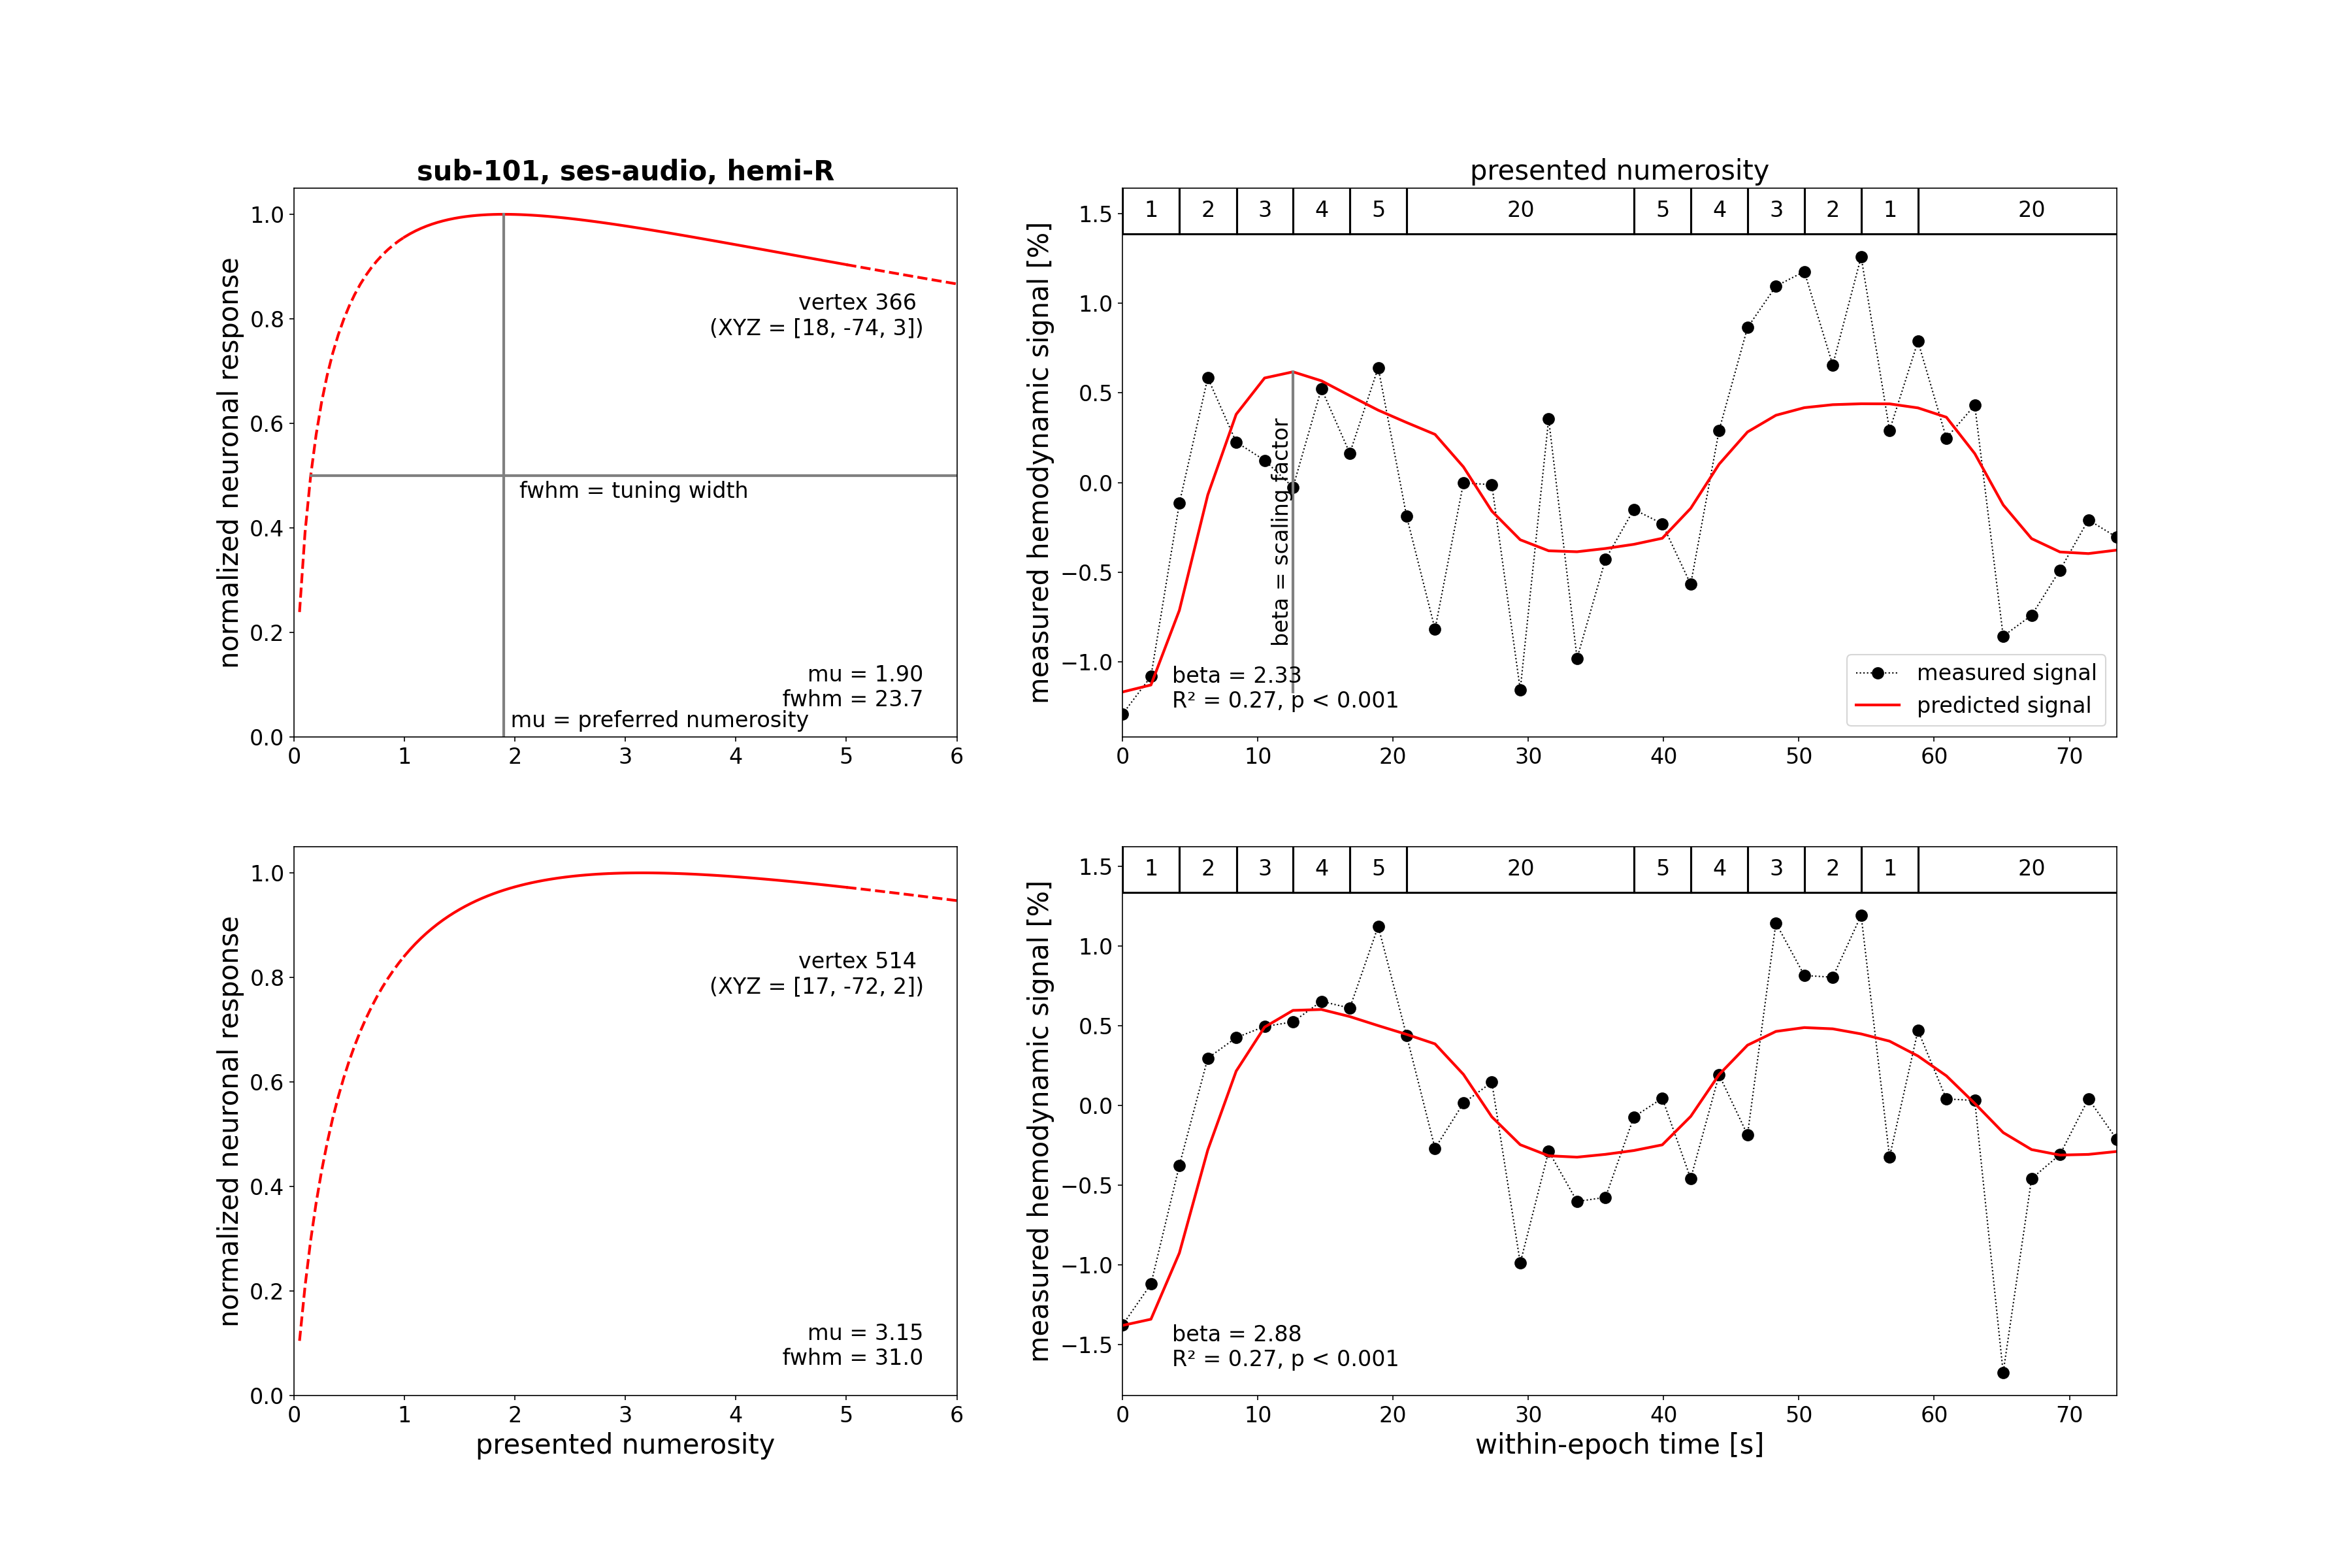 sub-101, ses-audio, hemi-R
normalized neuronal response
1.0
0.8
0.6
0.4
0.2
0.0
vertex 366
(XYZ = [18, -74, 3])
fwhm = tuning width
mu = 1.90
fwhm = 23.7
mu = preferred numerosity
0 1 2 3 4 5 6
presented numerosity
measured hemodynamic signal [%]
1.5
1.0
0.5
0.0
−0.5
−1.0
1 2 3 4 5 20 5 4 3 2 1 20
beta = scaling factor
beta = 2.33
R² = 0.27, p < 0.001
measured signal
predicted signal
0 10 20 30 40 50 60 70
normalized neuronal response
1.0
0.8
0.6
0.4
0.2
0.0
vertex 514
(XYZ = [17, -72, 2])
mu = 3.15
fwhm = 31.0
0 1 2 3 4 5 6
presented numerosity
measured hemodynamic signal [%]
1.5
1.0
0.5
0.0
−0.5
−1.0
−1.5
1 2 3 4 5 20 5 4 3 2 1 20
beta = 2.88
R² = 0.27, p < 0.001
0 10 20 30 40 50 60 70
within-epoch time [s]